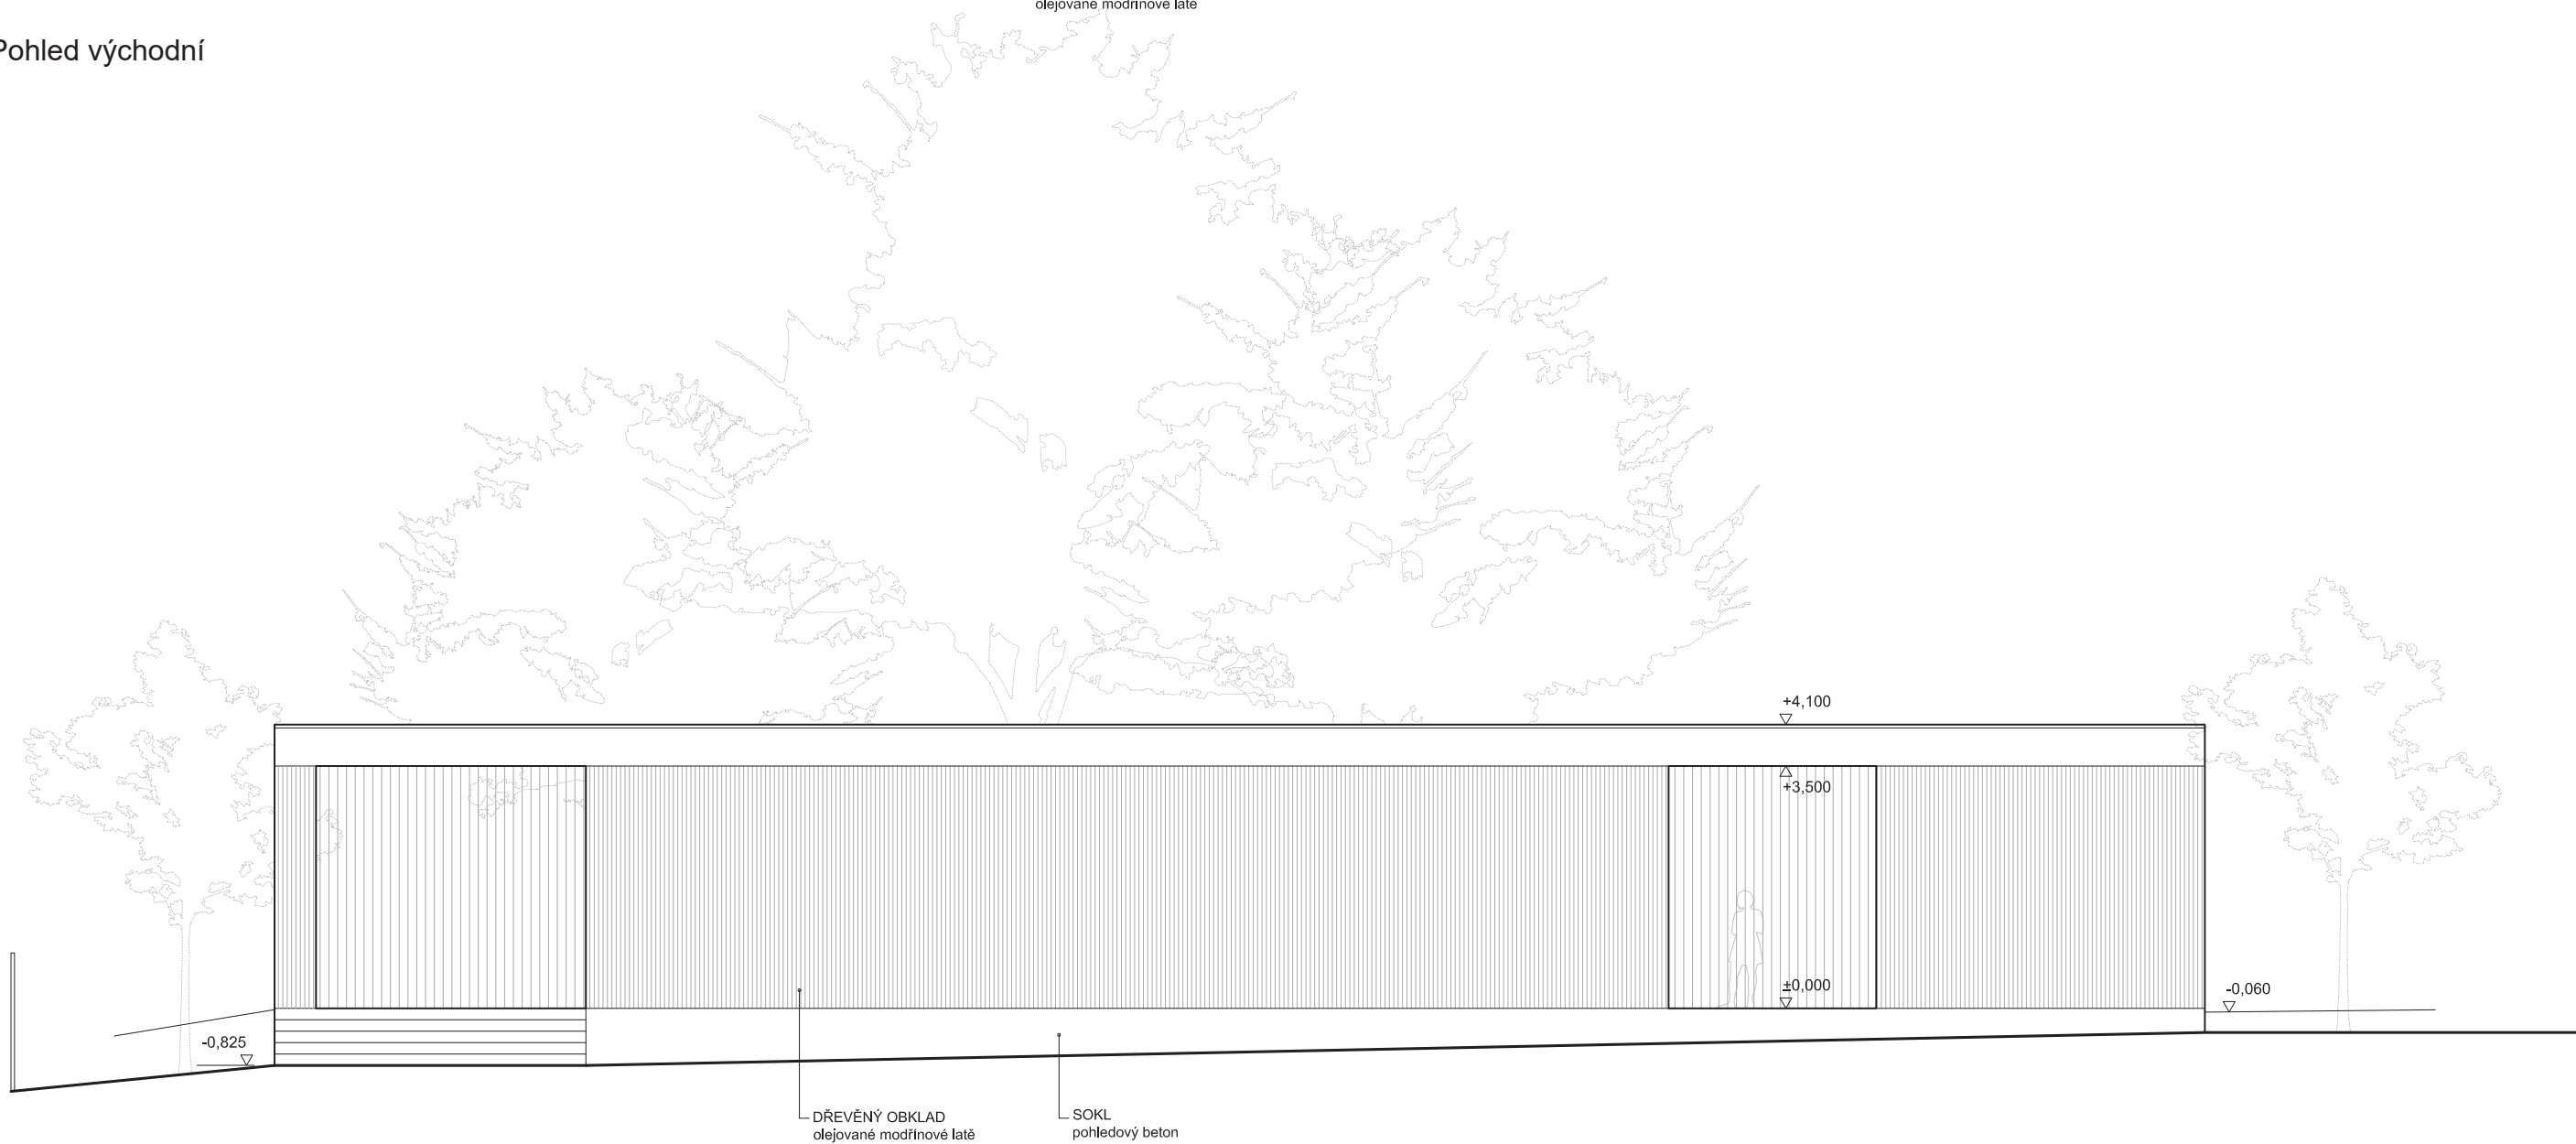 olejované modřínové latě
Pohled východní
+4,100
+3,500
±0,000
-0,060
-0,825
DŘEVĚNÝ OBKLAD
olejované modřínové latě
SOKL
pohledový beton